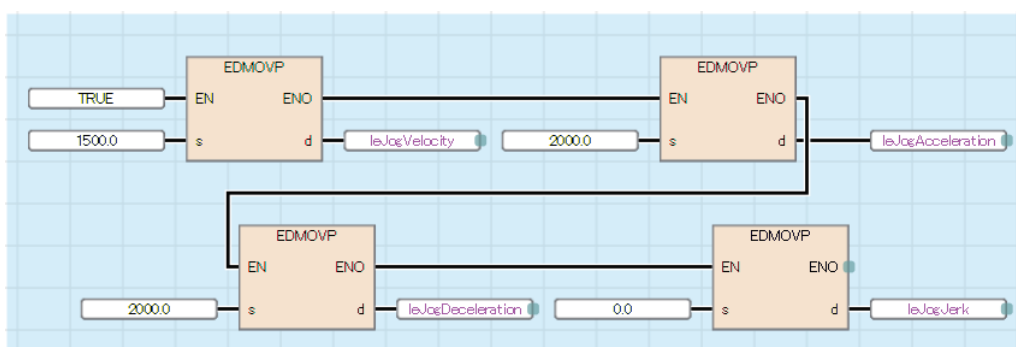 EDMOVP EDMOVP
TRUE EN ENO EN ENO
1500.0 s d leJogVelocity 2000.0 s d leJogAcceleration
EDMOVP EDMOVP
EN ENO EN ENO
2000.0 s d leJogDeceleration 0.0 s d leJogJerk